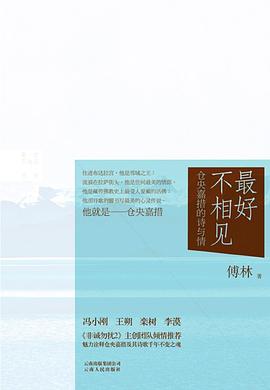 最好
不相见
仓央嘉措的诗与情
傅林 著
住进布达拉宫，他是雪域之王！
流浪在拉萨街头，他是世间最美的情郎。
他是藏传佛教史上最受人爱戴的活佛；
他用诗歌的情书写最美的心灵传说。
他就是——仓央嘉措
冯小刚 王朔 栾树 李漠
《非诚勿扰2》主创团队倾情推荐
魅力诠释仓央嘉措及其诗歌千年不变之魂
云南出版集团公司
云南人民出版社